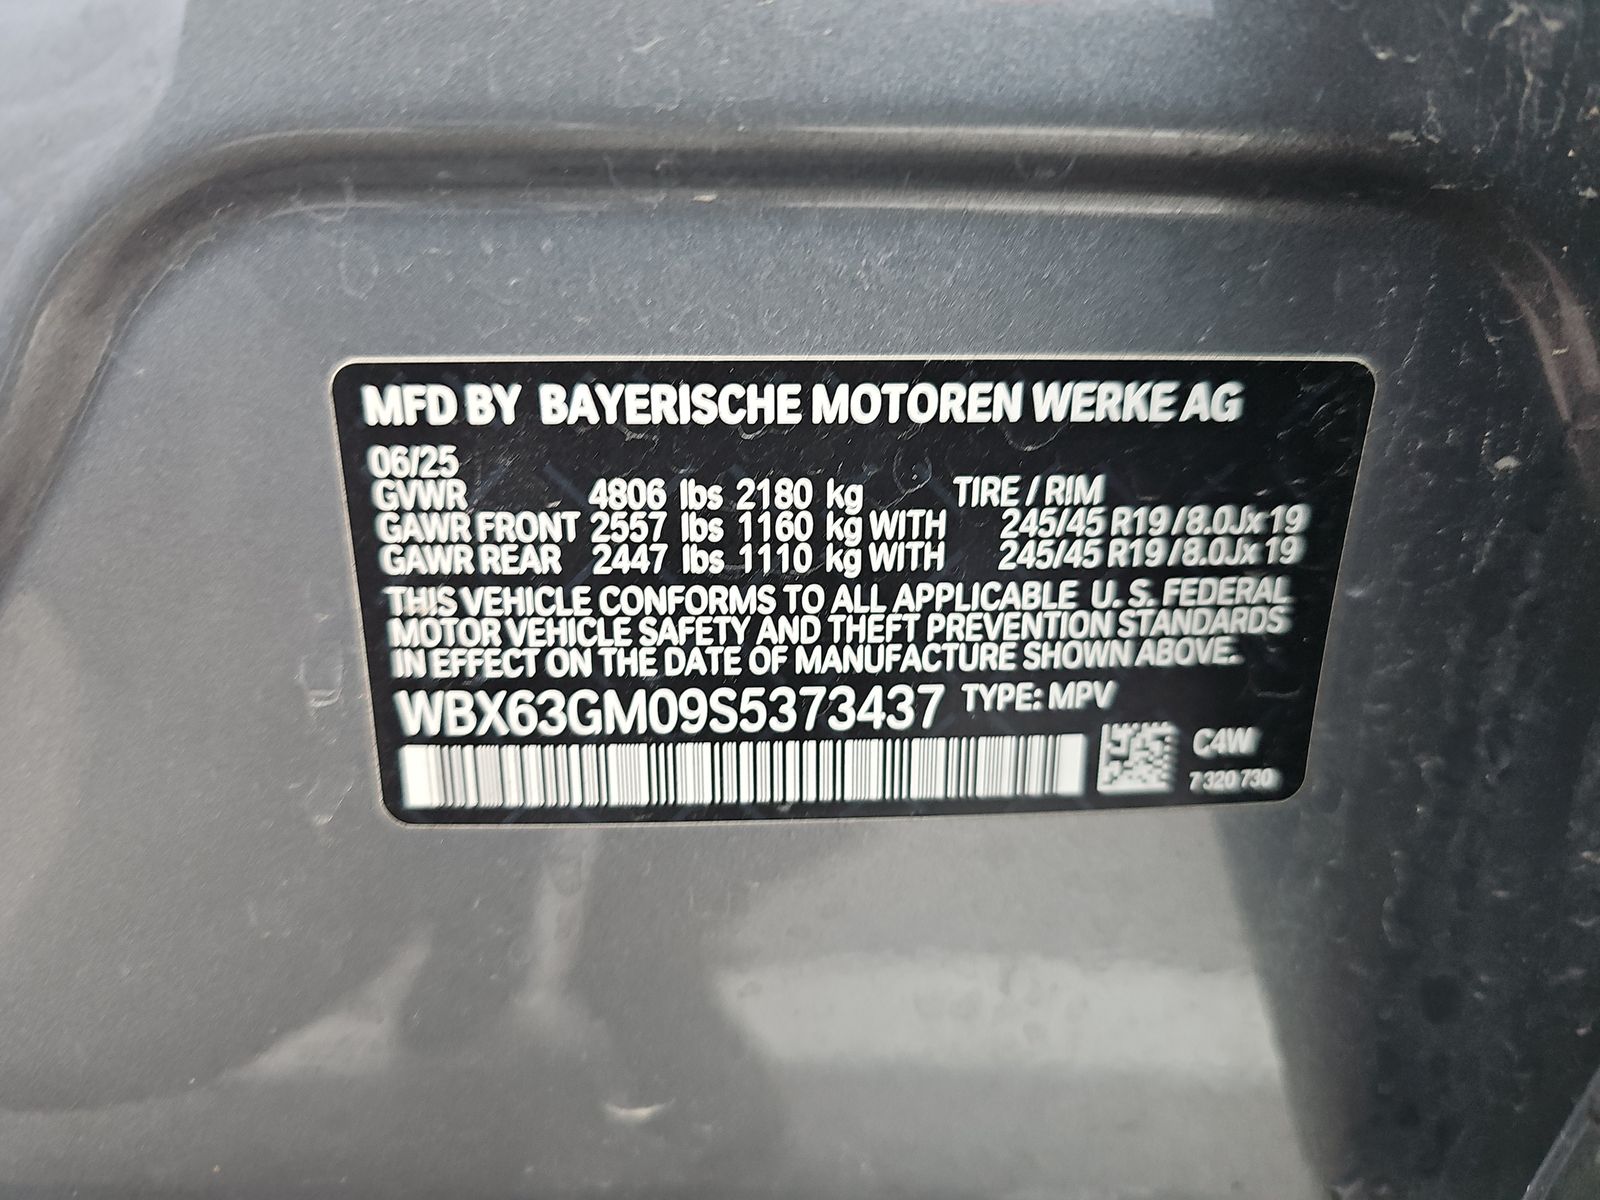 MFD BY BAYERISCHE MOTOREN WERKE AG
06/25
GVWR 4806 lbs 2180 kg TIRE / RIM
GAWR FRONT 2557 lbs 1160 kg WITH 245/45 R19 / 8.0Jx19
GAWR REAR 2447 lbs 1110 kg WITH 245/45 R19 / 8.0Jx19
THIS VEHICLE CONFORMS TO ALL APPLICABLE U. S. FEDERAL
MOTOR VEHICLE SAFETY AND THEFT PREVENTION STANDARDS
IN EFFECT ON THE DATE OF MANUFACTURE SHOWN ABOVE.
WBX63GM09S5373437 TYPE: MPV
C4W
7 320 730